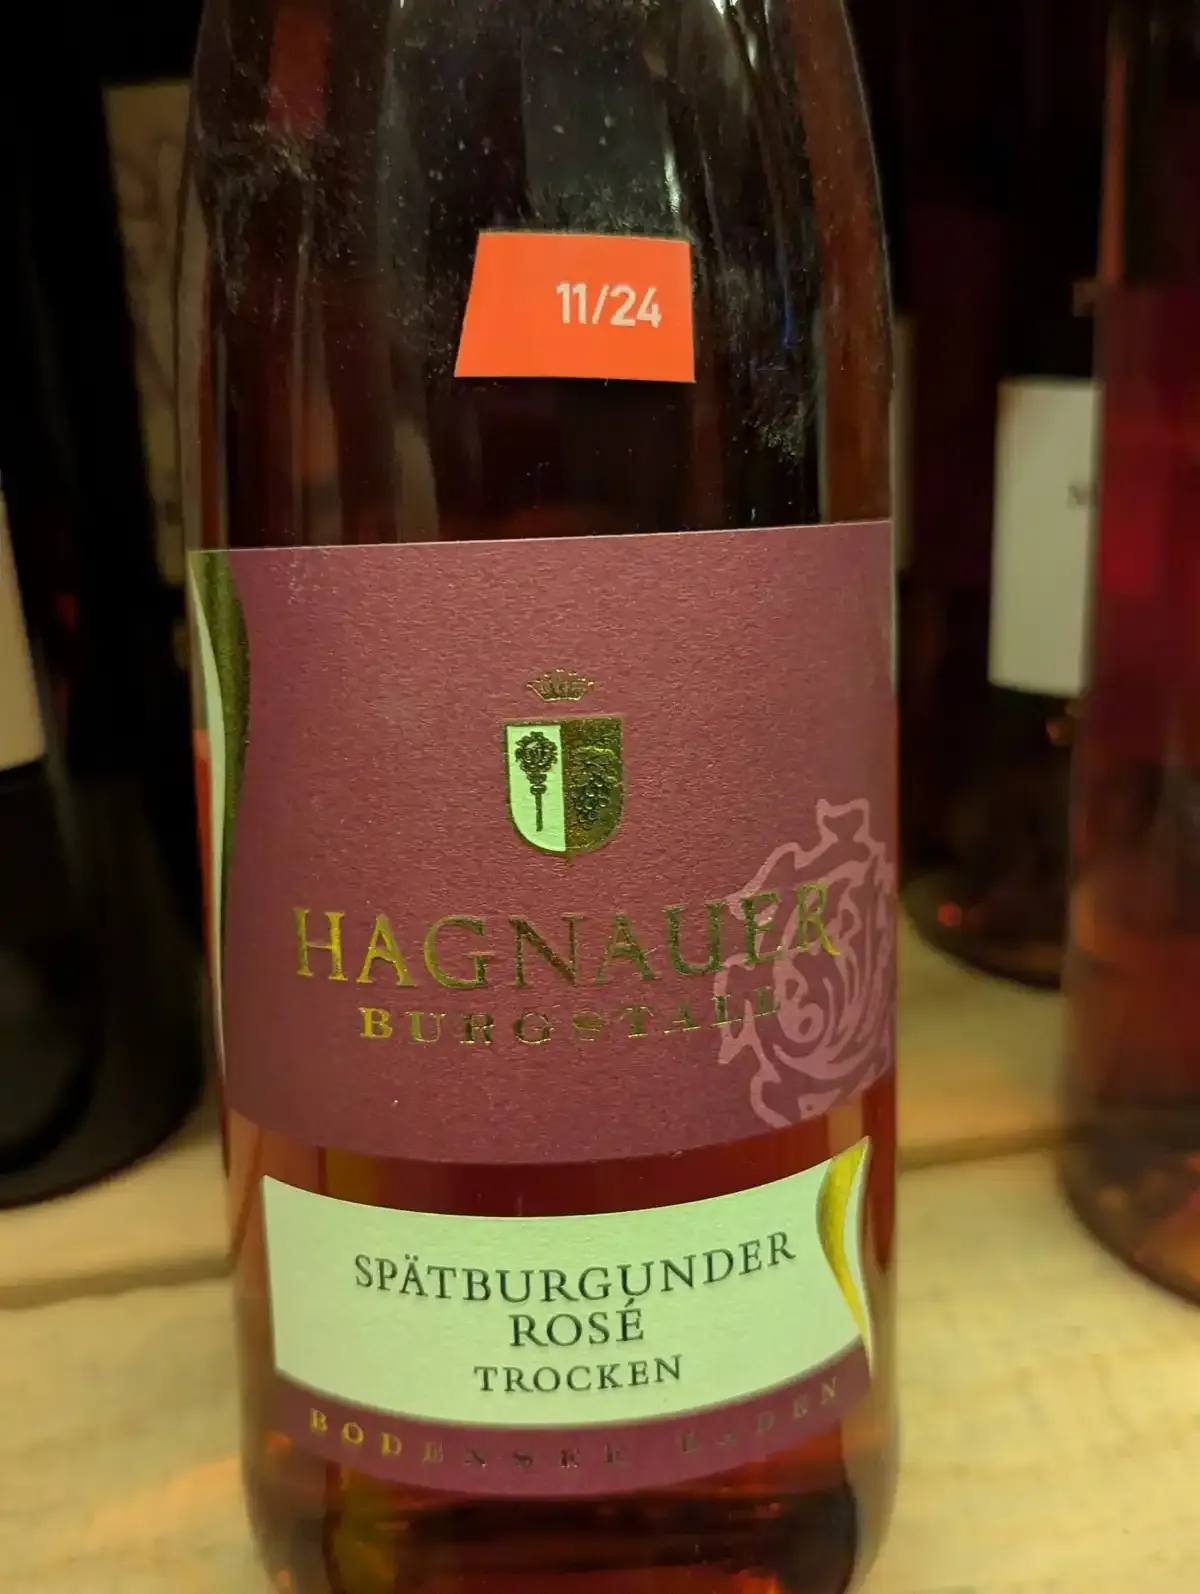 11/24
HAGNAUER
BURGSTALL
SPÄTBURGUNDER
ROSÉ
TROCKEN
BODENSEE BADEN